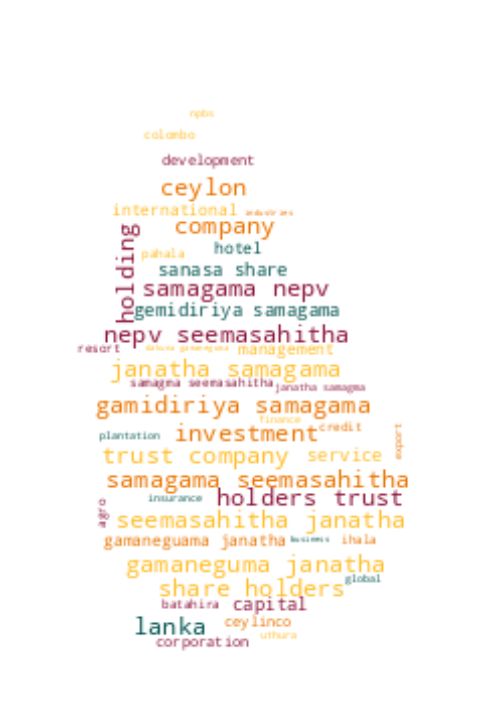 npbs
colombo
development
ceylon
international industries
company
holding
hotel
pahala
sanasa share
samagama nepv
gemidiriya samagama
nepv seemasahitha
resort
management
janatha samagama
samagma seemasahitha
janatha samagma
gamidiriya samagama
finance
credit
plantation
investment
export
trust company
service
samagama seemasahitha
insurance
holders trust
agro
seemasahitha janatha
gamaneguama janatha
business
ihala
gamaneguma janatha
global
share holders
batahira
capital
lanka
ceylinco
uthura
corporation